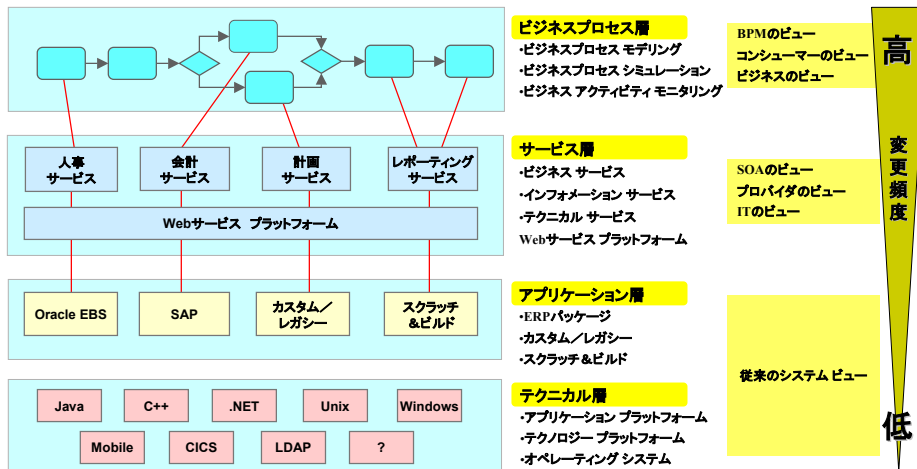 ビジネスプロセス層
・ビジネスプロセス モデリング
・ビジネスプロセス シミュレーション
・ビジネス アクティビティ モニタリング
BPMのビュー
コンシューマーのビュー
ビジネスのビュー
高
変更頻度
低
人事
サービス
会計
サービス
計画
サービス
レポーティング
サービス
Webサービス プラットフォーム
サービス層
・ビジネス サービス
・インフォメーション サービス
・テクニカル サービス
Webサービス プラットフォーム
SOAのビュー
プロバイダのビュー
ITのビュー
Oracle EBS
SAP
カスタム／
レガシー
スクラッチ
&ビルド
アプリケーション層
・ERPパッケージ
・カスタム／レガシー
・スクラッチ&ビルド
従来のシステム ビュー
Java
C++
.NET
Unix
Windows
Mobile
CICS
LDAP
?
テクニカル層
・アプリケーション プラットフォーム
・テクノロジー プラットフォーム
・オペレーティング システム